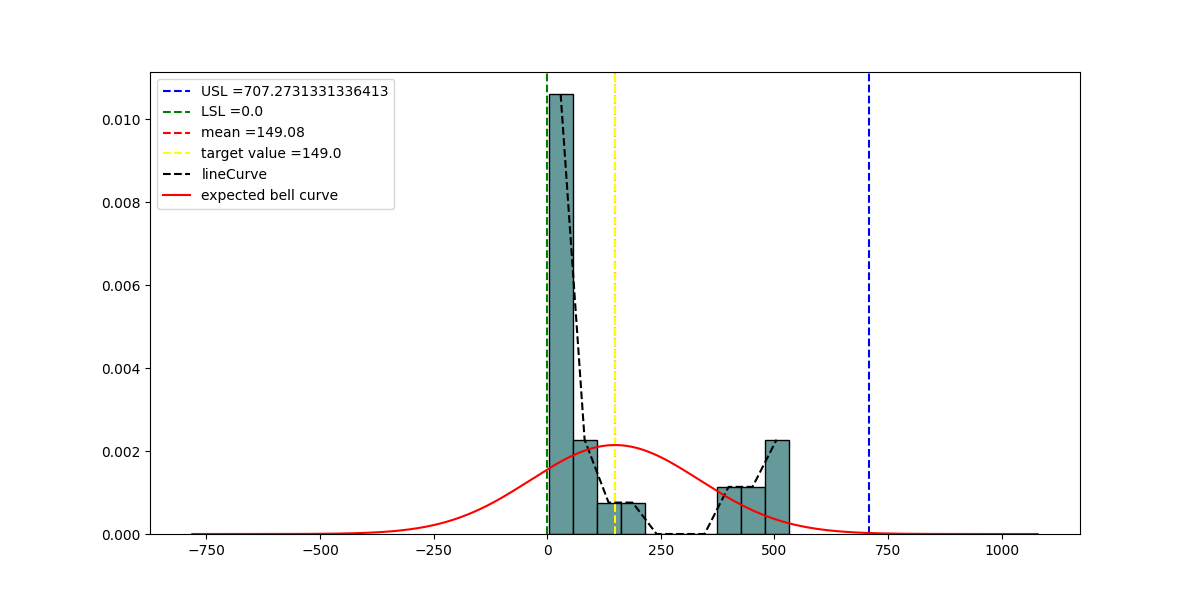 USL =707.2731331336413
LSL =0.0
mean =149.08
target value =149.0
lineCurve
expected bell curve
0.010
0.008
0.006
0.004
0.002
0.000
−750 −500 −250 0 250 500 750 1000